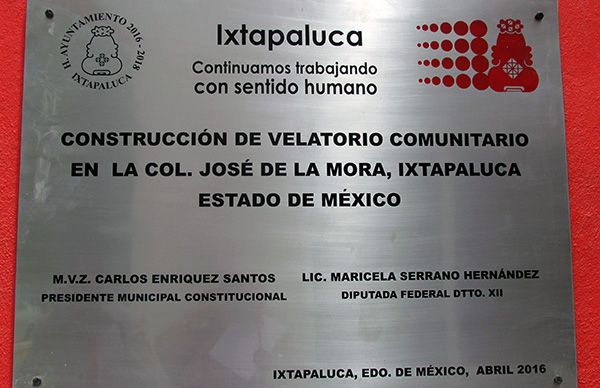 H. AYUNTAMIENTO 2016 - 2018
IXTAPALUCA
Ixtapaluca
Continuamos trabajando
con sentido humano
CONSTRUCCIÓN DE VELATORIO COMUNITARIO
EN LA COL. JOSÉ DE LA MORA, IXTAPALUCA
ESTADO DE MÉXICO
M.V.Z. CARLOS ENRIQUEZ SANTOS
PRESIDENTE MUNICIPAL CONSTITUCIONAL
LIC. MARICELA SERRANO HERNÁNDEZ
DIPUTADA FEDERAL DTTO. XII
IXTAPALUCA, EDO. DE MÉXICO, ABRIL 2016